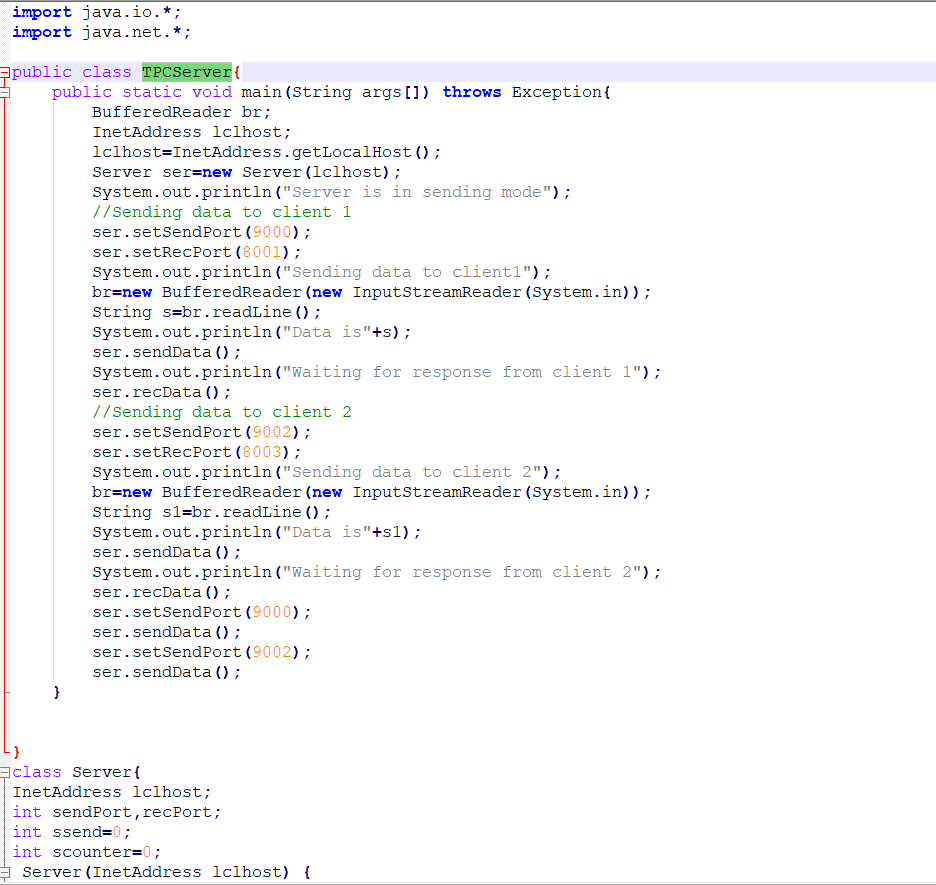 import java.io.*;
import java.net.*;
public class TPCServer{
public static void main(String args[]) throws Exception{
BufferedReader br;
InetAddress lclhost;
lclhost=InetAddress.getLocalHost();
Server ser=new Server(lclhost);
System.out.println("Server is in sending mode");
//Sending data to client 1
ser.setSendPort(9000);
ser.setRecPort(8001);
System.out.println("Sending data to client1");
br=new BufferedReader(new InputStreamReader(System.in));
String s=br.readLine();
System.out.println("Data is"+s);
ser.sendData();
System.out.println("Waiting for response from client 1");
ser.recData();
//Sending data to client 2
ser.setSendPort(9002);
ser.setRecPort(8003);
System.out.println("Sending data to client 2");
br=new BufferedReader(new InputStreamReader(System.in));
String s1=br.readLine();
System.out.println("Data is"+s1);
ser.sendData();
System.out.println("Waiting for response from client 2");
ser.recData();
ser.setSendPort(9000);
ser.sendData();
ser.setSendPort(9002);
ser.sendData();
}
}
class Server{
InetAddress lclhost;
int sendPort,recPort;
int ssend=0;
int scounter=0;
Server(InetAddress lclhost) {